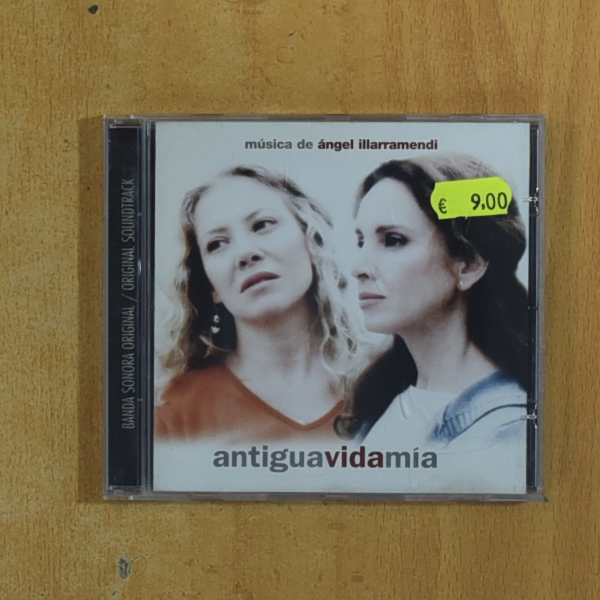 música de ángel illarramendi
€ 9.00
BANDA SONORA ORIGINAL / ORIGINAL SOUNDTRACK
antiguavidamía